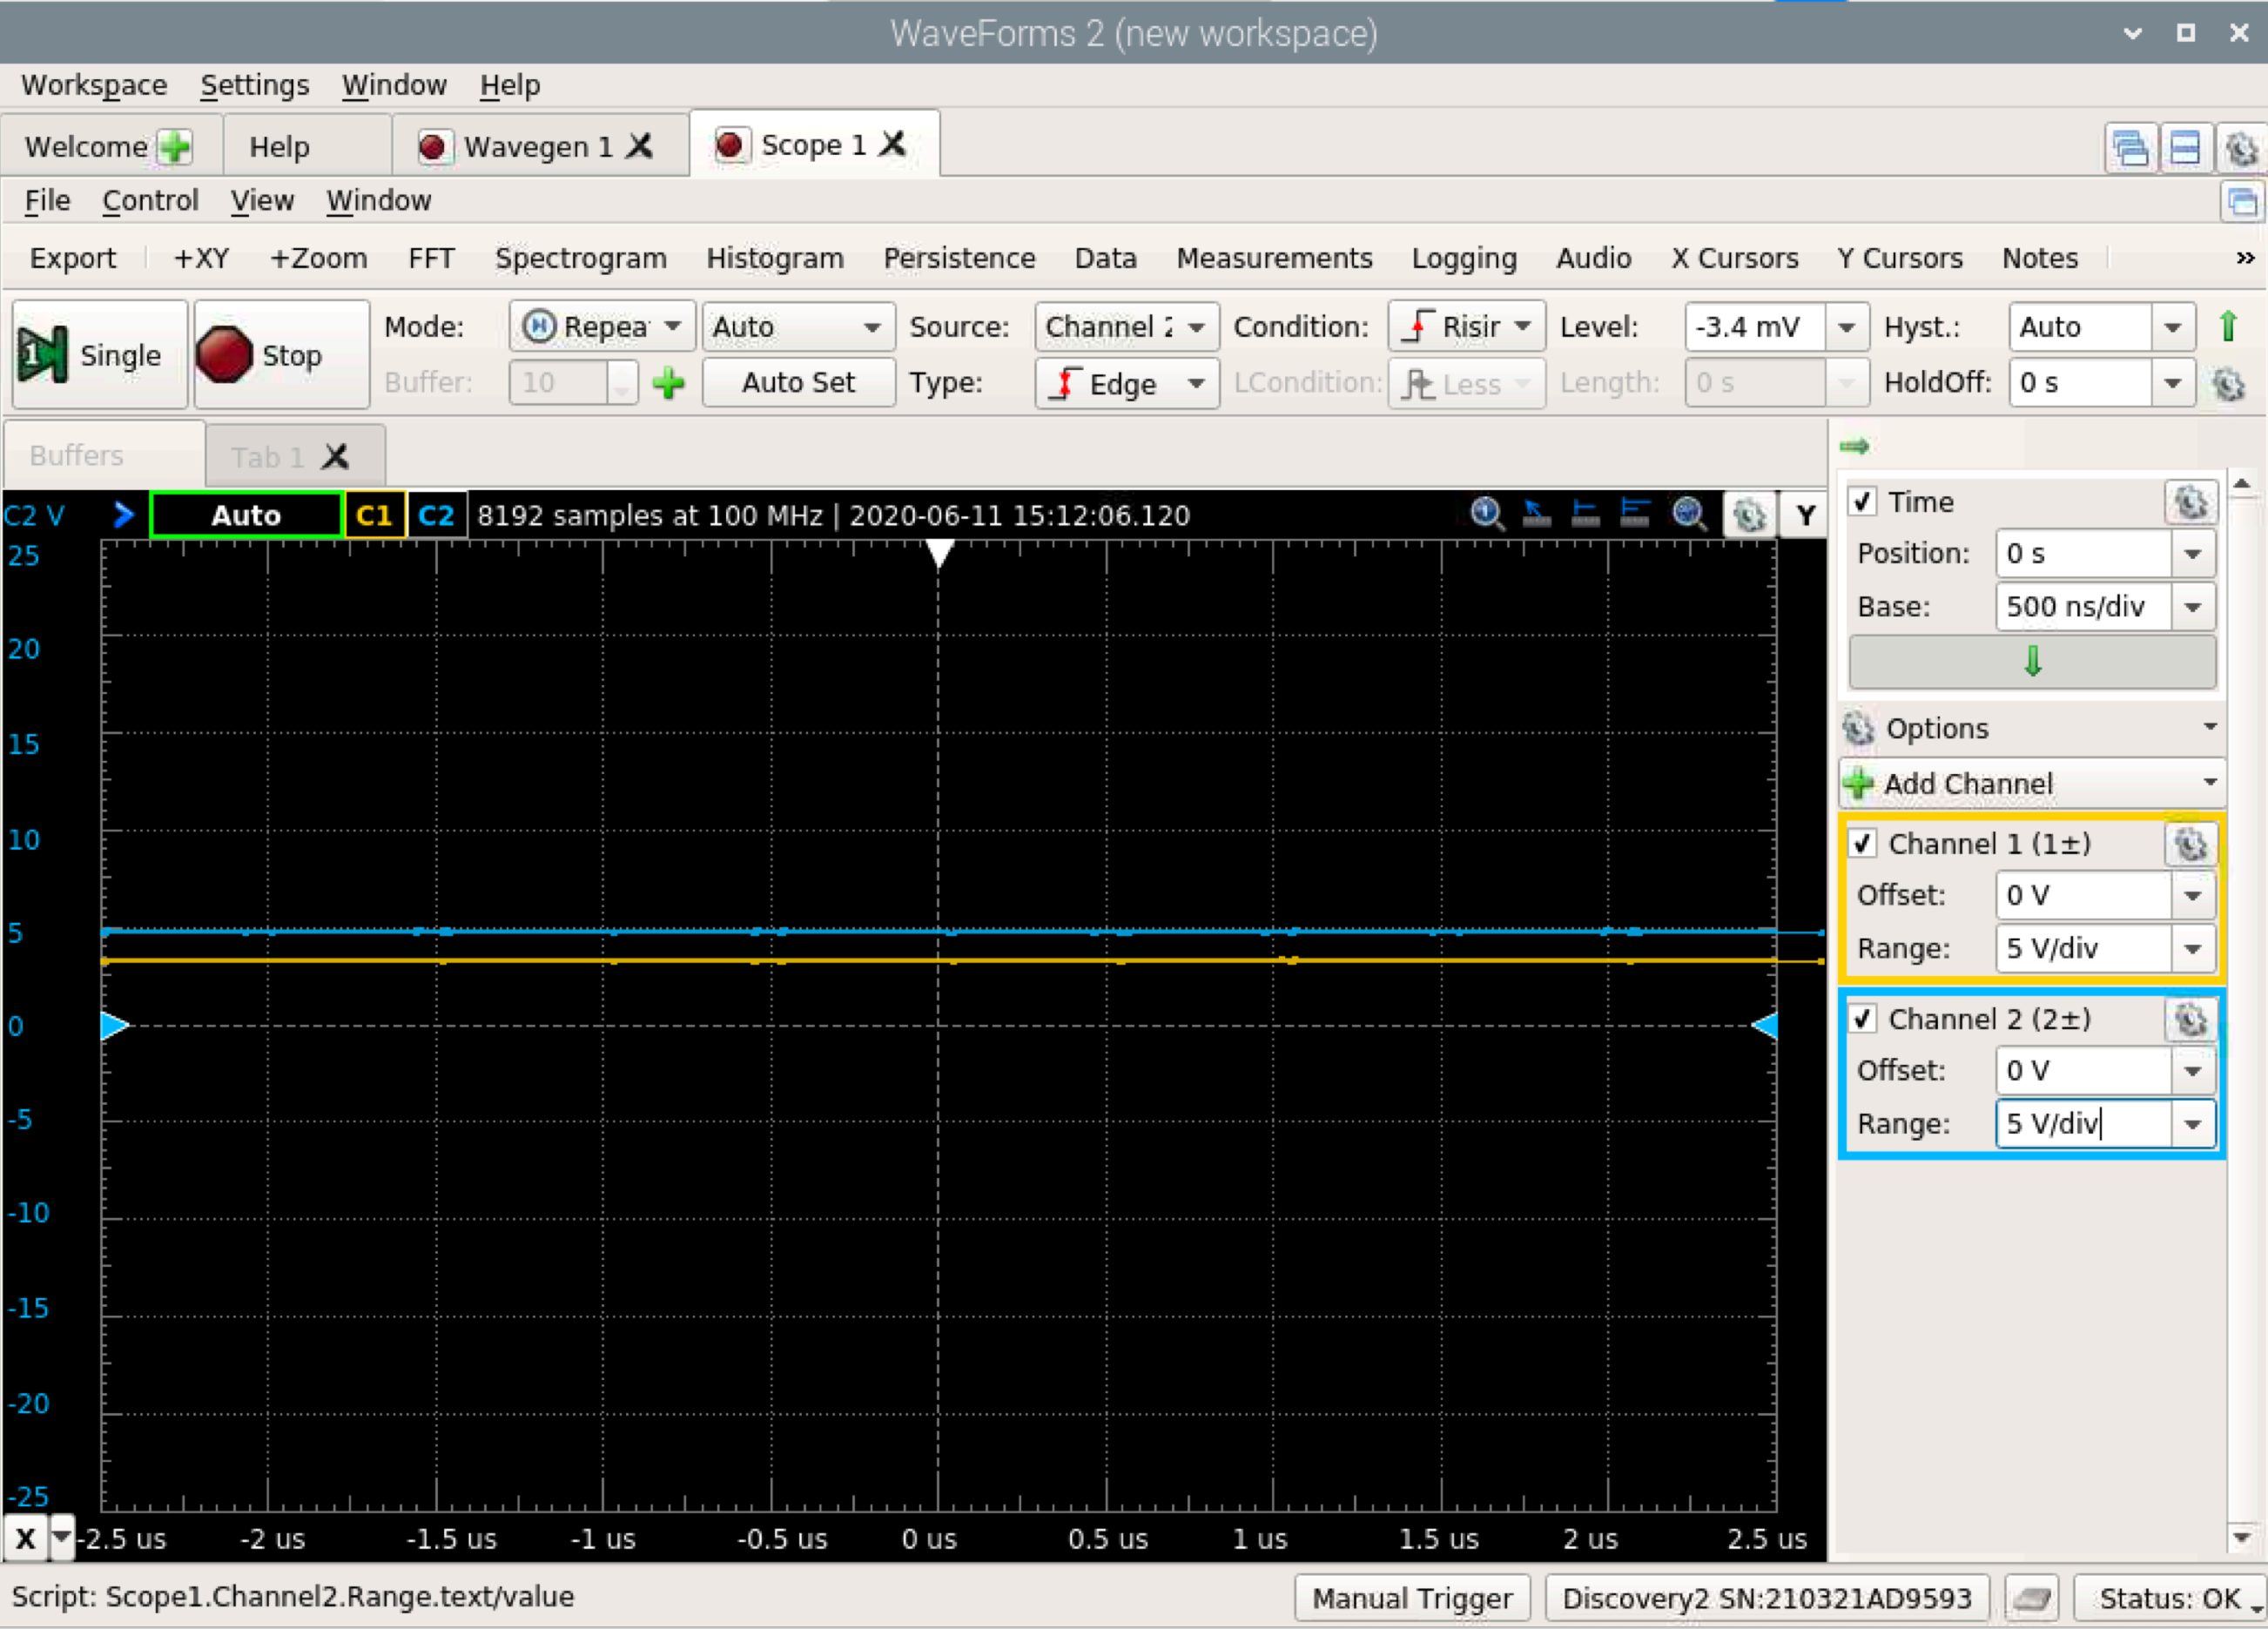 WaveForms 2 (new workspace)
Workspace Settings Window Help
Welcome Help Wavegen 1 Scope 1
File Control View Window
Export +XY +Zoom FFT Spectrogram Histogram Persistence Data Measurements Logging Audio X Cursors Y Cursors Notes »
1 Single Stop Mode: Repea Auto Source: Channel 2 Condition: Risir Level: -3.4 mV Hyst.: Auto
Buffer: 10 Auto Set Type: Edge LCondition: Less Length: 0 s HoldOff: 0 s
Buffers Tab 1
C2 V Auto C1 C2 8192 samples at 100 MHz | 2020-06-11 15:12:06.120 Y
25
20
15
10
5
0
-5
-10
-15
-20
-25
X -2.5 us -2 us -1.5 us -1 us -0.5 us 0 us 0.5 us 1 us 1.5 us 2 us 2.5 us
Time
Position: 0 s
Base: 500 ns/div
Options
Add Channel
Channel 1 (1±)
Offset: 0 V
Range: 5 V/div
Channel 2 (2±)
Offset: 0 V
Range: 5 V/div
Script: Scope1.Channel2.Range.text/value Manual Trigger Discovery2 SN:210321AD9593 Status: OK